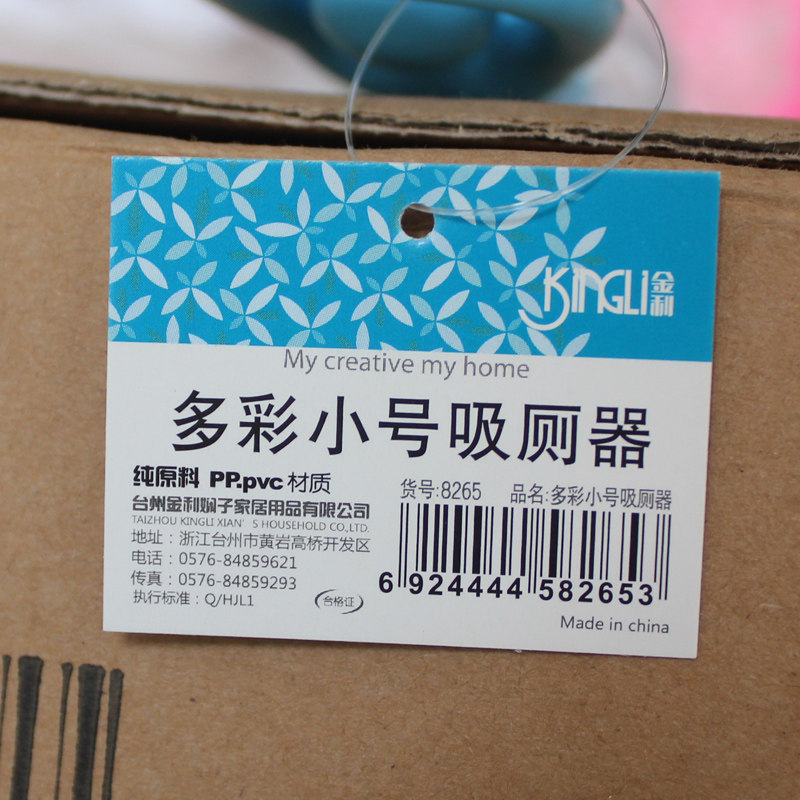 KINGLI金利
My creative my home
多彩小号吸厕器
纯原料 PP.pvc 材质
台州金利娴子家居用品有限公司
TAIZHOU KINGLI XIAN'S HOUSEHOLD CO.,LTD.
地址：浙江台州市黄岩高桥开发区
电话：0576-84859621
传真：0576-84859293
执行标准：Q/HJL1
合格证
货号:8265 品名:多彩小号吸厕器
6 924444 582653
Made in china